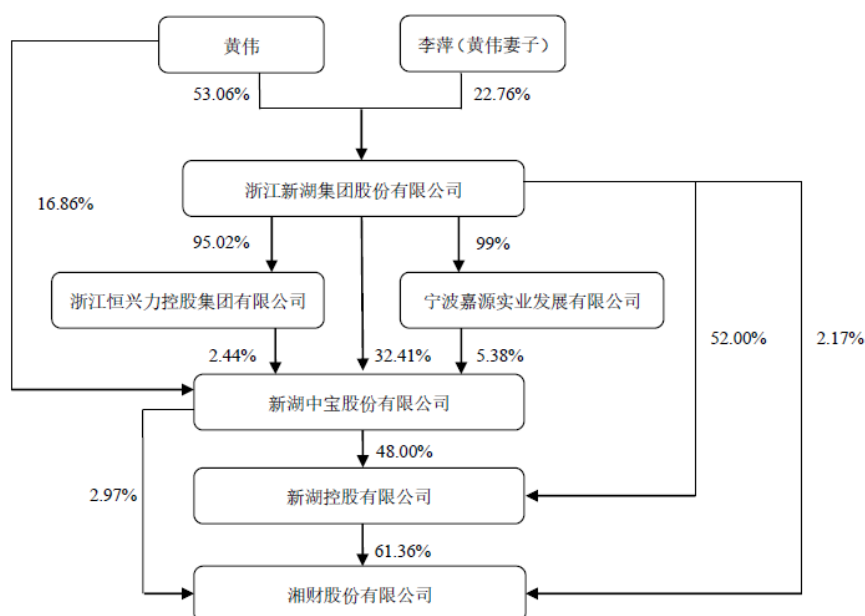 黄伟
李萍（黄伟妻子）
53.06%
22.76%
浙江新湖集团股份有限公司
16.86%
95.02%
99%
浙江恒兴力控股集团有限公司
宁波嘉源实业发展有限公司
52.00%
2.17%
2.44%
32.41%
5.38%
新湖中宝股份有限公司
48.00%
2.97%
新湖控股有限公司
61.36%
湘财股份有限公司